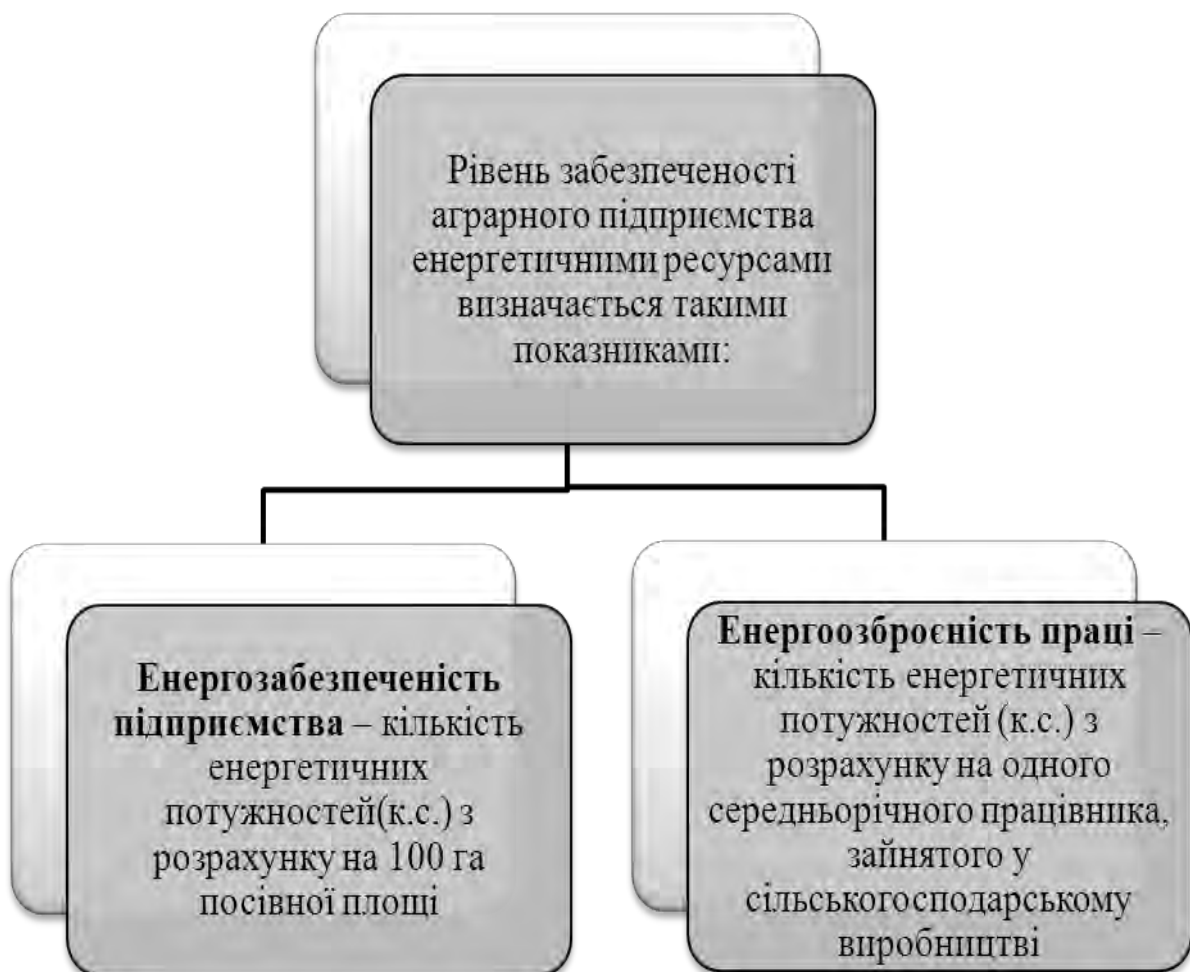 Рівень забезпеченості
аграрного підприємства
енергетичними ресурсами
визначається такими
показниками:
Енергозабезпеченість
підприємства – кількість
енергетичних
потужностей(к.с.) з
розрахунку на 100 га
посівної площі
Енергоозброєність праці –
кількість енергетичних
потужностей (к.с.) з
розрахунку на одного
середньорічного працівника,
зайнятого у
сільськогосподарському
виробництві